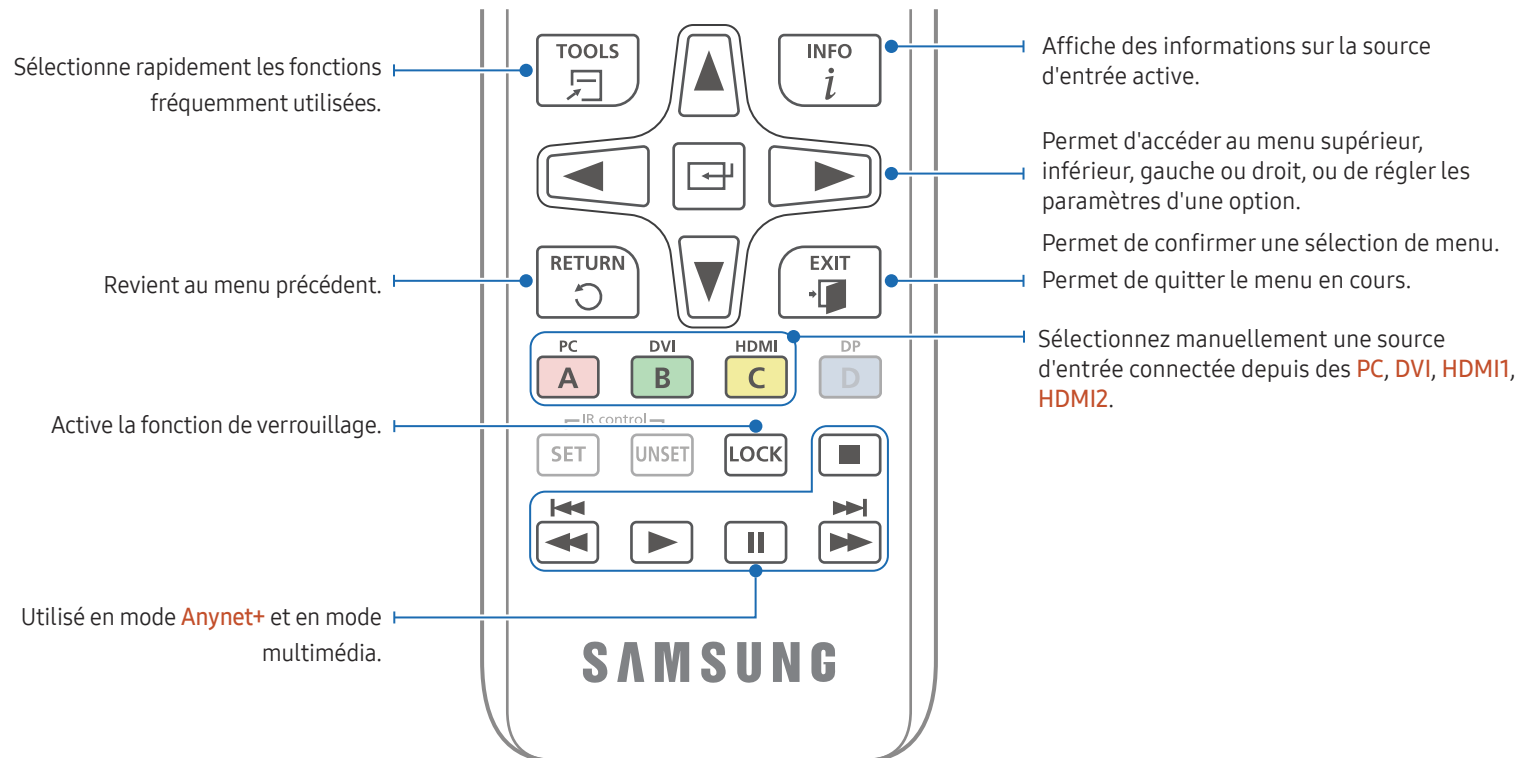 TOOLS
INFO
i
Sélectionne rapidement les fonctions
fréquemment utilisées.
Affiche des informations sur la source
d'entrée active.
Permet d'accéder au menu supérieur,
inférieur, gauche ou droit, ou de régler les
paramètres d'une option.
Permet de confirmer une sélection de menu.
RETURN
EXIT
Revient au menu précédent.
Permet de quitter le menu en cours.
PC DVI HDMI DP
A B C D
Sélectionnez manuellement une source
d'entrée connectée depuis des PC, DVI, HDMI1,
HDMI2.
Active la fonction de verrouillage.
IR control
SET UNSET LOCK
Utilisé en mode Anynet+ et en mode
multimédia.
SAMSUNG